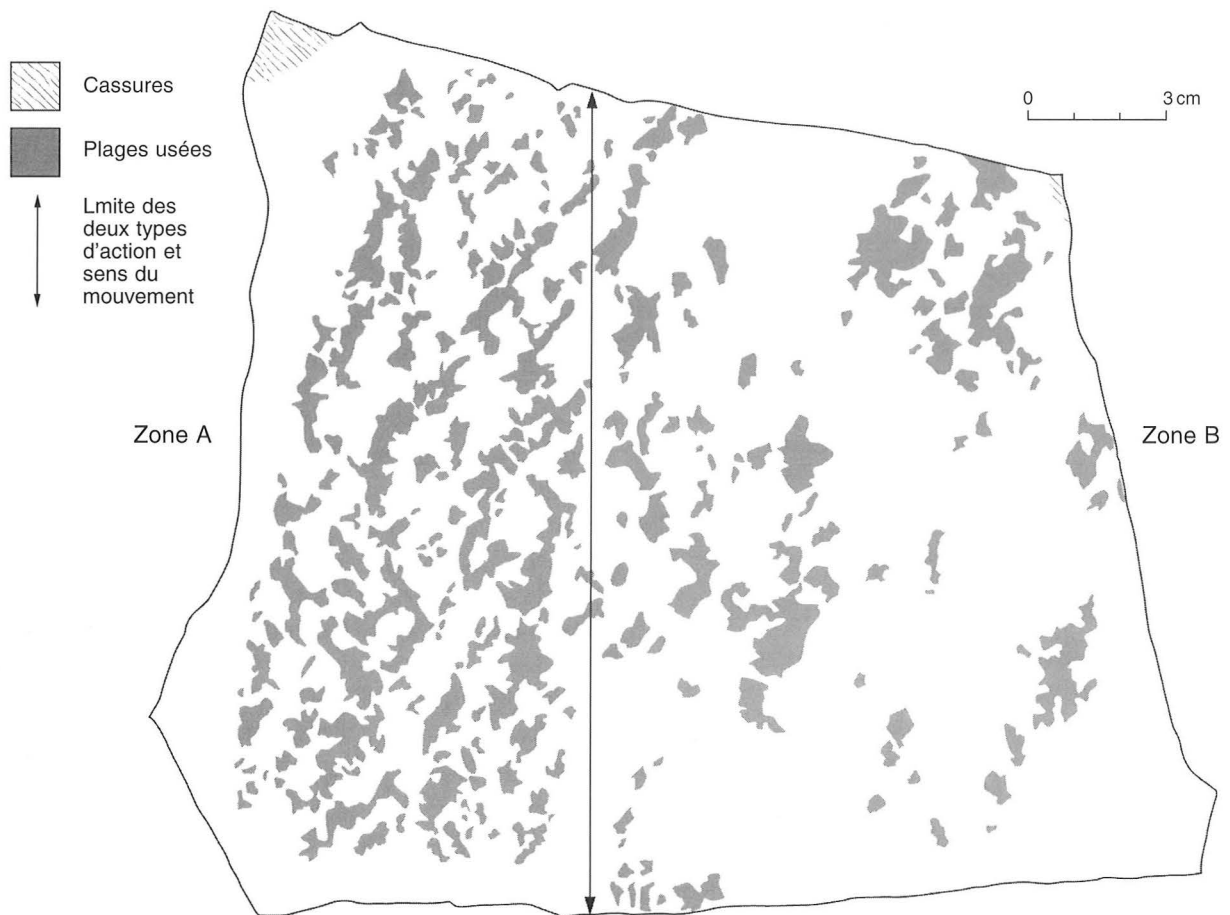 Cassures
Plages usées
Lmite des
deux types
d'action et
sens du
mouvement
0 3 cm
Zone A
Zone B